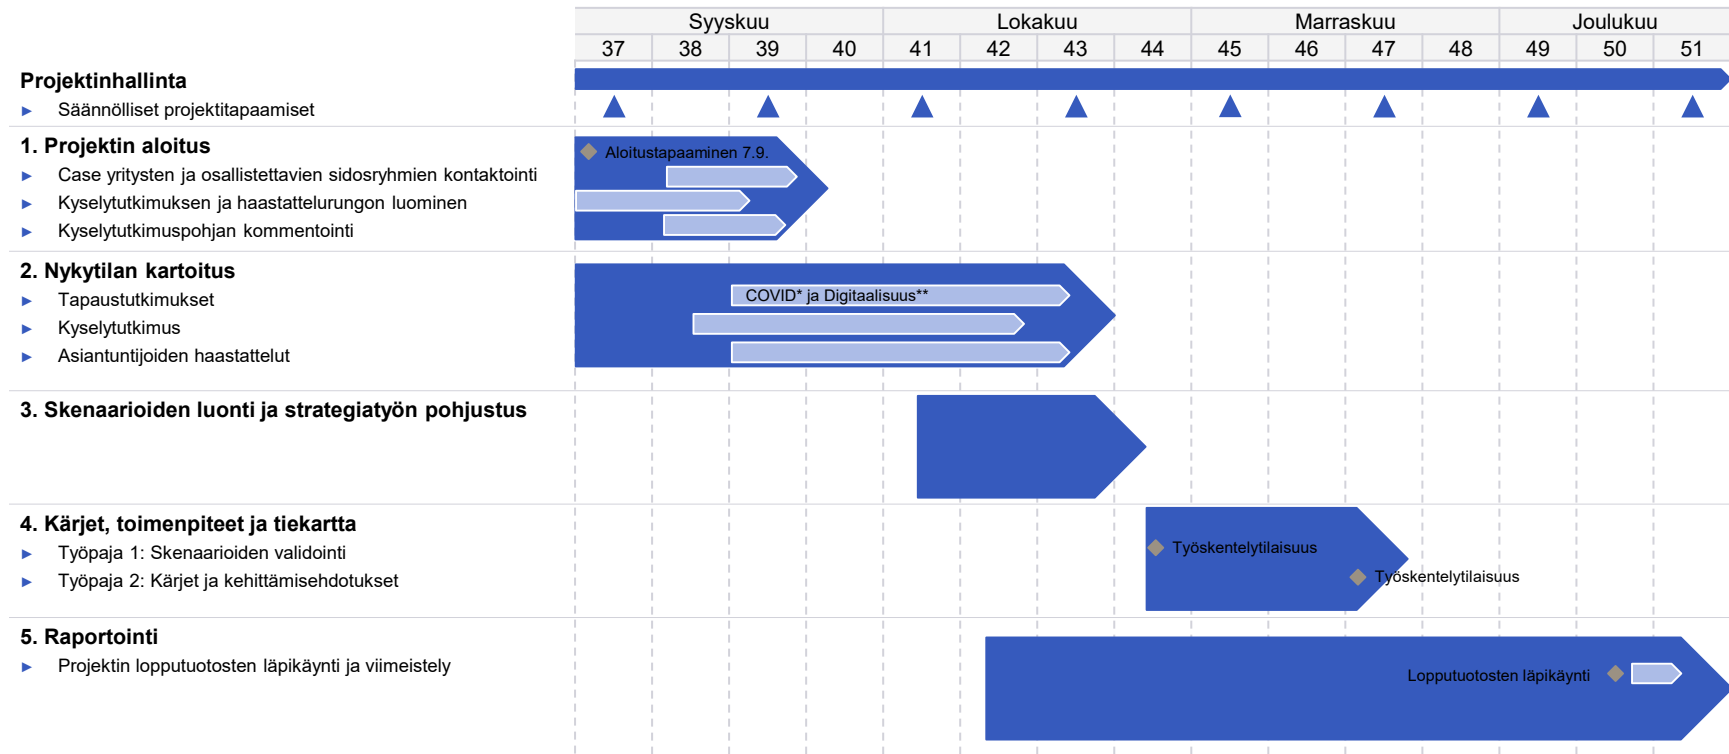 Syyskuu Lokakuu Marraskuu Joulukuu
37 38 39 40 41 42 43 44 45 46 47 48 49 50 51
Projektinhallinta
► Säännölliset projektitapaamiset
1. Projektin aloitus
Aloitustapaaminen 7.9.
► Case yritysten ja osallistettavien sidosryhmien kontaktointi
► Kyselytutkimuksen ja haastattelurungon luominen
► Kyselytutkimuspohjan kommentointi
2. Nykytilan kartoitus
► Tapaustutkimukset
COVID* ja Digitaalisuus**
► Kyselytutkimus
► Asiantuntijoiden haastattelut
3. Skenaarioiden luonti ja strategiatyön pohjustus
4. Kärjet, toimenpiteet ja tiekartta
► Työpaja 1: Skenaarioiden validointi
Työskentelytilaisuus
► Työpaja 2: Kärjet ja kehittämisehdotukset
Työskentelytilaisuus
5. Raportointi
► Projektin lopputuotosten läpikäynti ja viimeistely
Lopputuotosten läpikäynti